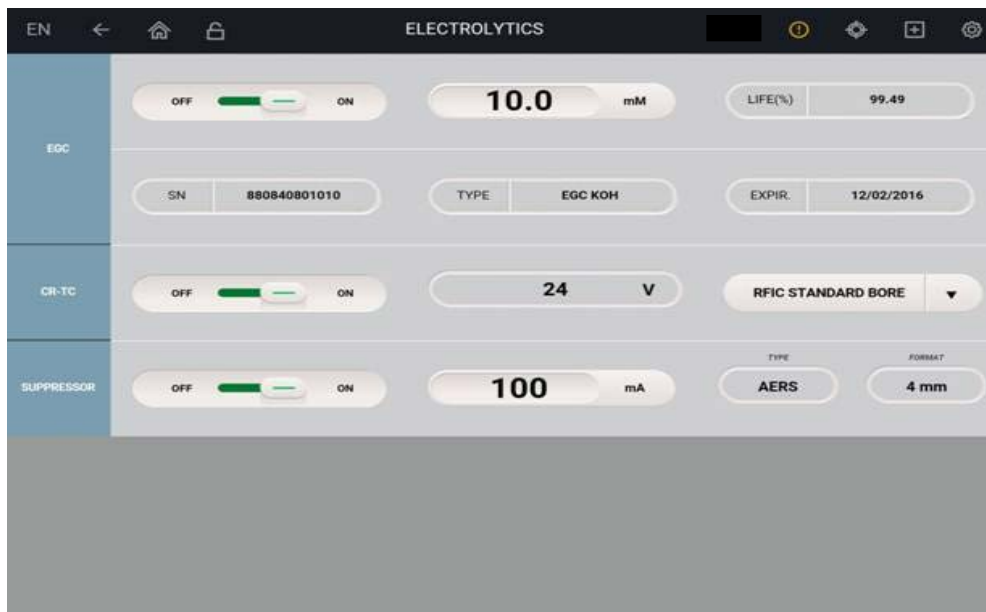 EN ELECTROLYTICS
EGC
OFF ON 10.0 mM LIFE(%) 99.49
SN 880840801010 TYPE EGC KOH EXPIR. 12/02/2016
CR-TC
OFF ON 24 V RFIC STANDARD BORE
SUPPRESSOR
OFF ON 100 mA TYPE AERS FORMAT 4 mm